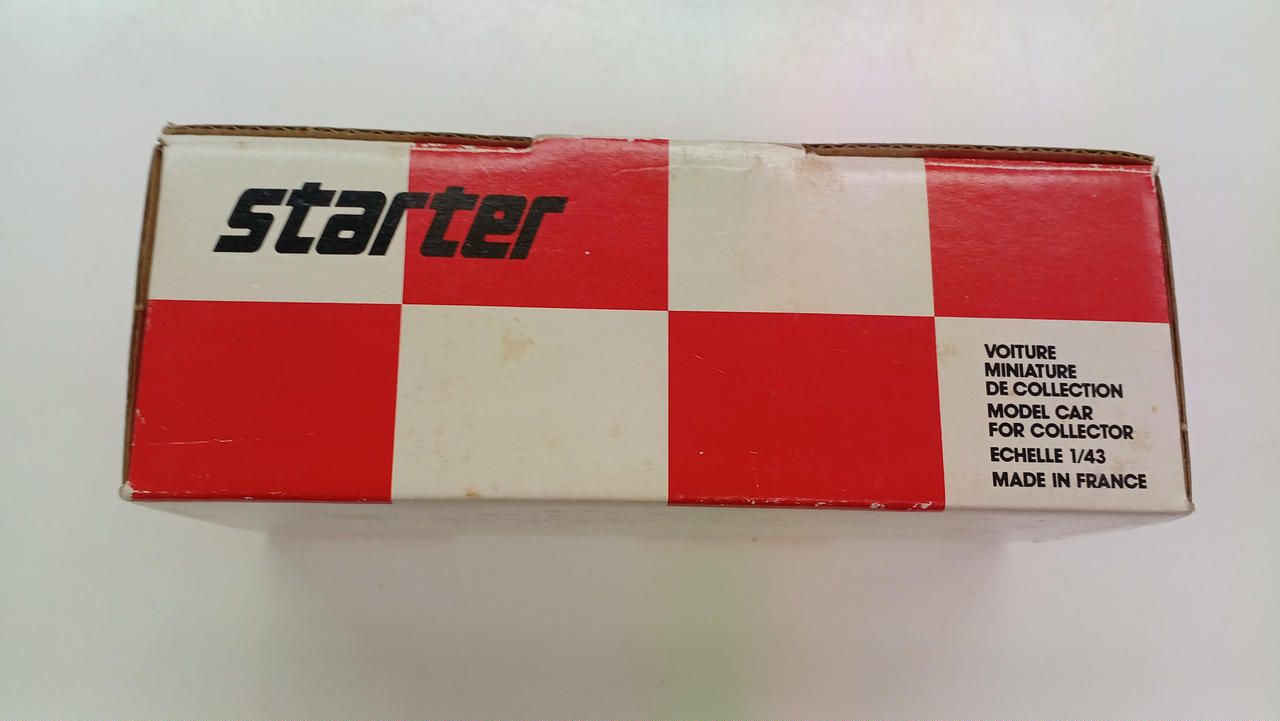 starter
VOITURE
MINIATURE
DE COLLECTION
MODEL CAR
FOR COLLECTOR
ECHELLE 1/43
MADE IN FRANCE